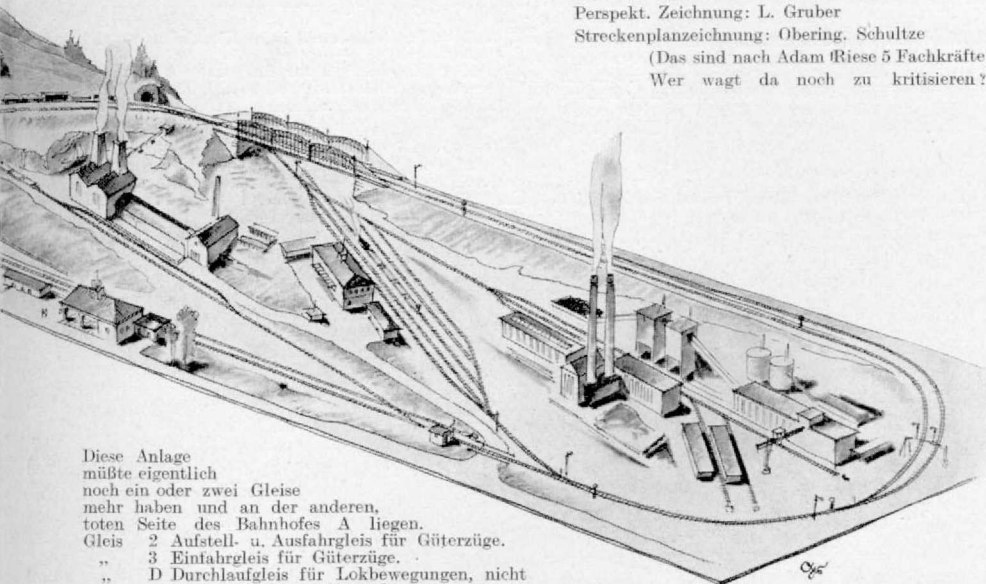 Perspekt. Zeichnung: L. Gruber
Streckenplanzeichnung: Obering. Schultze
(Das sind nach Adam Riese 5 Fachkräfte
Wer wagt da noch zu kritisieren?
Diese Anlage
müßte eigentlich
noch ein oder zwei Gleise
mehr haben und an der anderen,
toten Seite des Bahnhofes A liegen.
Gleis 2 Aufstell- u. Ausfahrgleis für Güterzüge.
„ 3 Einfahrgleis für Güterzüge.
„ D Durchlaufgleis für Lokbewegungen, nicht